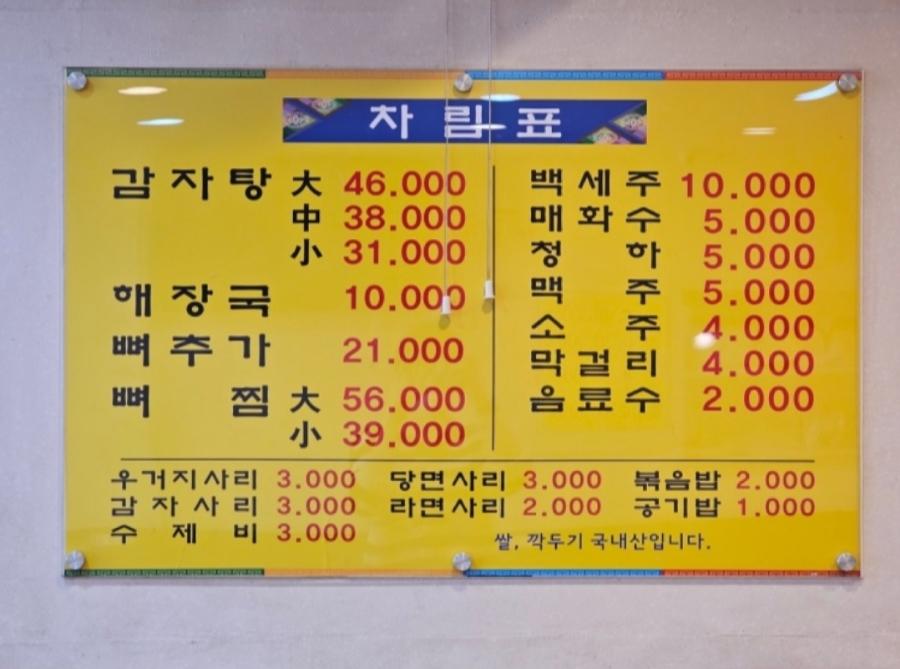 차림표
감자탕 大 46.000
中 38.000
小 31.000
해장국 10.000
뼈추가 21.000
뼈찜 大 56.000
小 39.000
백세주 10.000
매화수 5.000
청하 5.000
맥주 5.000
소주 4.000
막걸리 4.000
음료수 2.000
우거지사리 3.000 당면사리 3.000 볶음밥 2.000
감자사리 3.000 라면사리 2.000 공기밥 1.000
수제비 3.000
쌀, 깍두기 국내산입니다.